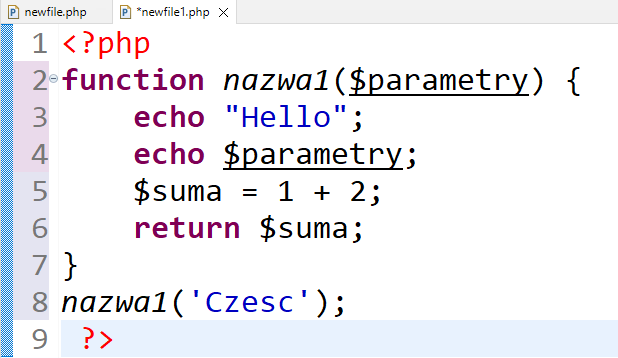 newfile.php *newfile1.php
1 <?php
2 function nazwa1($parametry) {
3     echo "Hello";
4     echo $parametry;
5     $suma = 1 + 2;
6     return $suma;
7 }
8 nazwa1('Czesc');
9  ?>